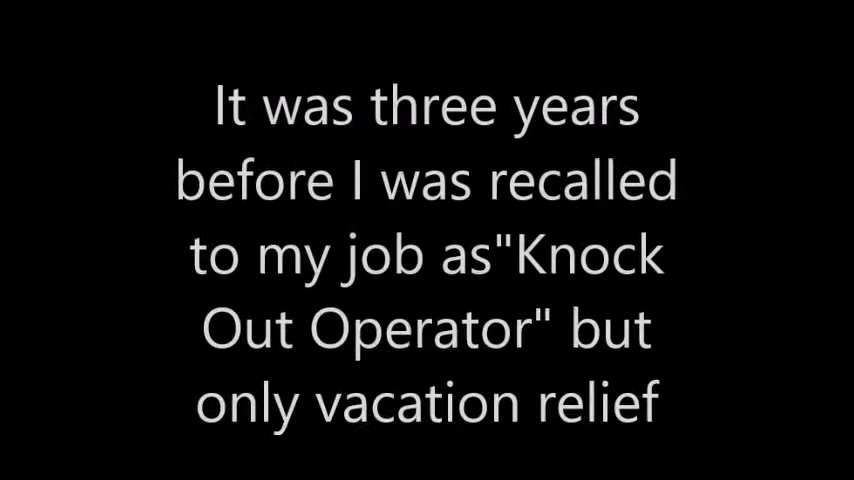 It was three years
before I was recalled
to my job as"Knock
Out Operator" but
only vacation relief